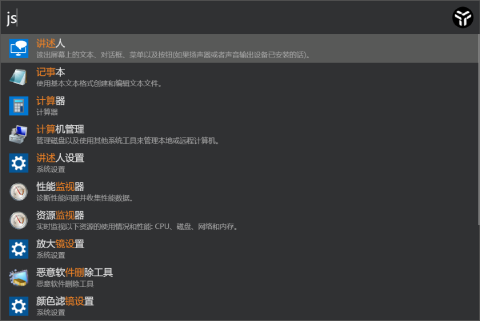 js
讲述人
读出屏幕上的文本、对话框、菜单以及按钮(如果扬声器或者声音输出设备已安装的话)。
记事本
使用基本文本格式创建和编辑文本文件。
计算器
计算器
计算机管理
管理磁盘以及使用其他系统工具来管理本地或远程计算机。
讲述人设置
系统设置
性能监视器
诊断性能问题并收集性能数据。
资源监视器
实时监视以下资源的使用情况和性能: CPU、磁盘、网络和内存。
放大镜设置
系统设置
恶意软件删除工具
恶意软件删除工具
颜色滤镜设置
系统设置